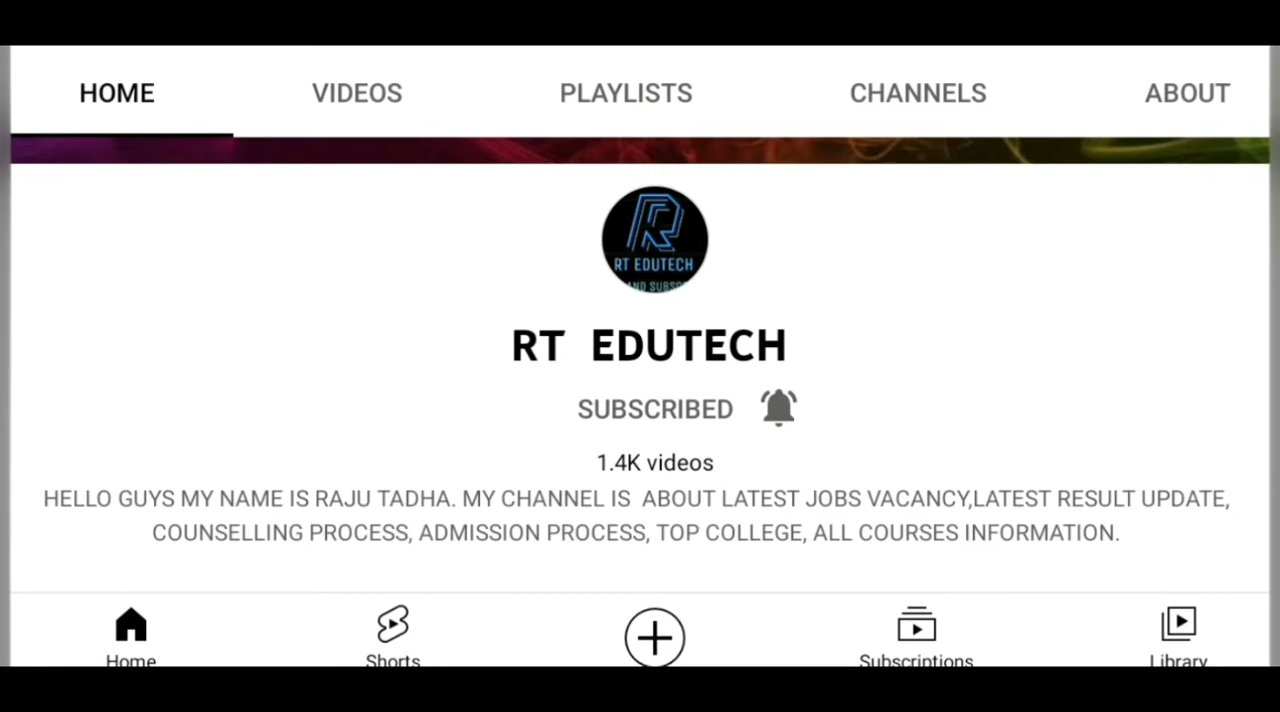 HOME VIDEOS PLAYLISTS CHANNELS ABOUT
RT EDUTECH
AND SUBSC
RT EDUTECH
SUBSCRIBED
1.4K videos
HELLO GUYS MY NAME IS RAJU TADHA. MY CHANNEL IS ABOUT LATEST JOBS VACANCY,LATEST RESULT UPDATE,
COUNSELLING PROCESS, ADMISSION PROCESS, TOP COLLEGE, ALL COURSES INFORMATION.
Home Shorts Subscriptions Library